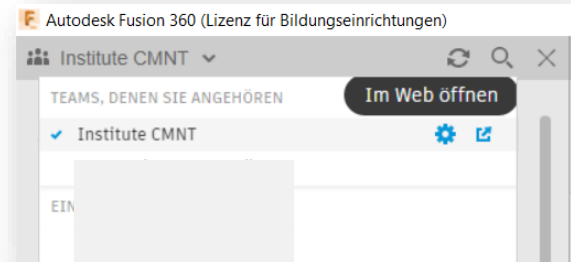 Autodesk Fusion 360 (Lizenz für Bildungseinrichtungen)
Institute CMNT
TEAMS, DENEN SIE ANGEHÖREN
Im Web öffnen
Institute CMNT